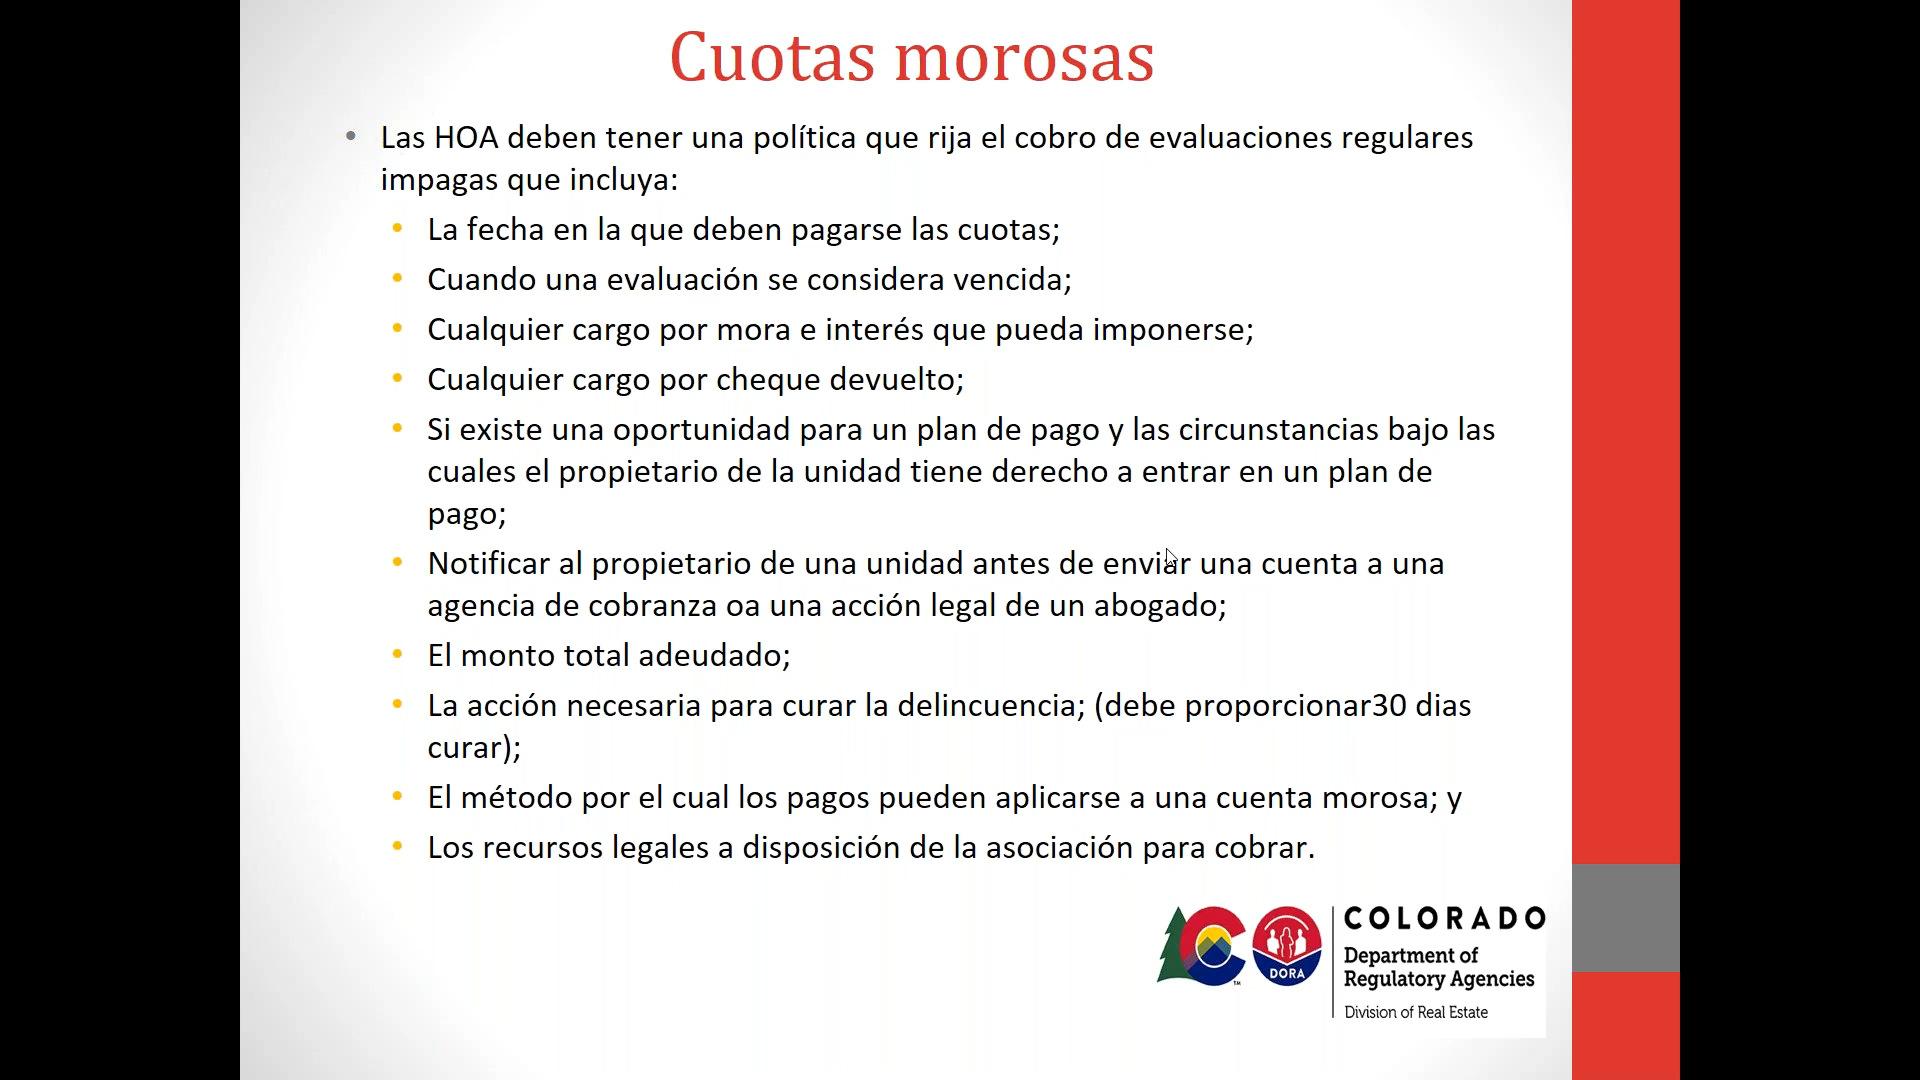 Cuotas morosas
• Las HOA deben tener una política que rija el cobro de evaluaciones regulares
impagas que incluya:
• La fecha en la que deben pagarse las cuotas;
• Cuando una evaluación se considera vencida;
• Cualquier cargo por mora e interés que pueda imponerse;
• Cualquier cargo por cheque devuelto;
• Si existe una oportunidad para un plan de pago y las circunstancias bajo las
cuales el propietario de la unidad tiene derecho a entrar en un plan de
pago;
• Notificar al propietario de una unidad antes de enviar una cuenta a una
agencia de cobranza oa una acción legal de un abogado;
• El monto total adeudado;
• La acción necesaria para curar la delincuencia; (debe proporcionar30 dias
curar);
• El método por el cual los pagos pueden aplicarse a una cuenta morosa; y
• Los recursos legales a disposición de la asociación para cobrar.
TM
DORA
COLORADO
Department of
Regulatory Agencies
Division of Real Estate